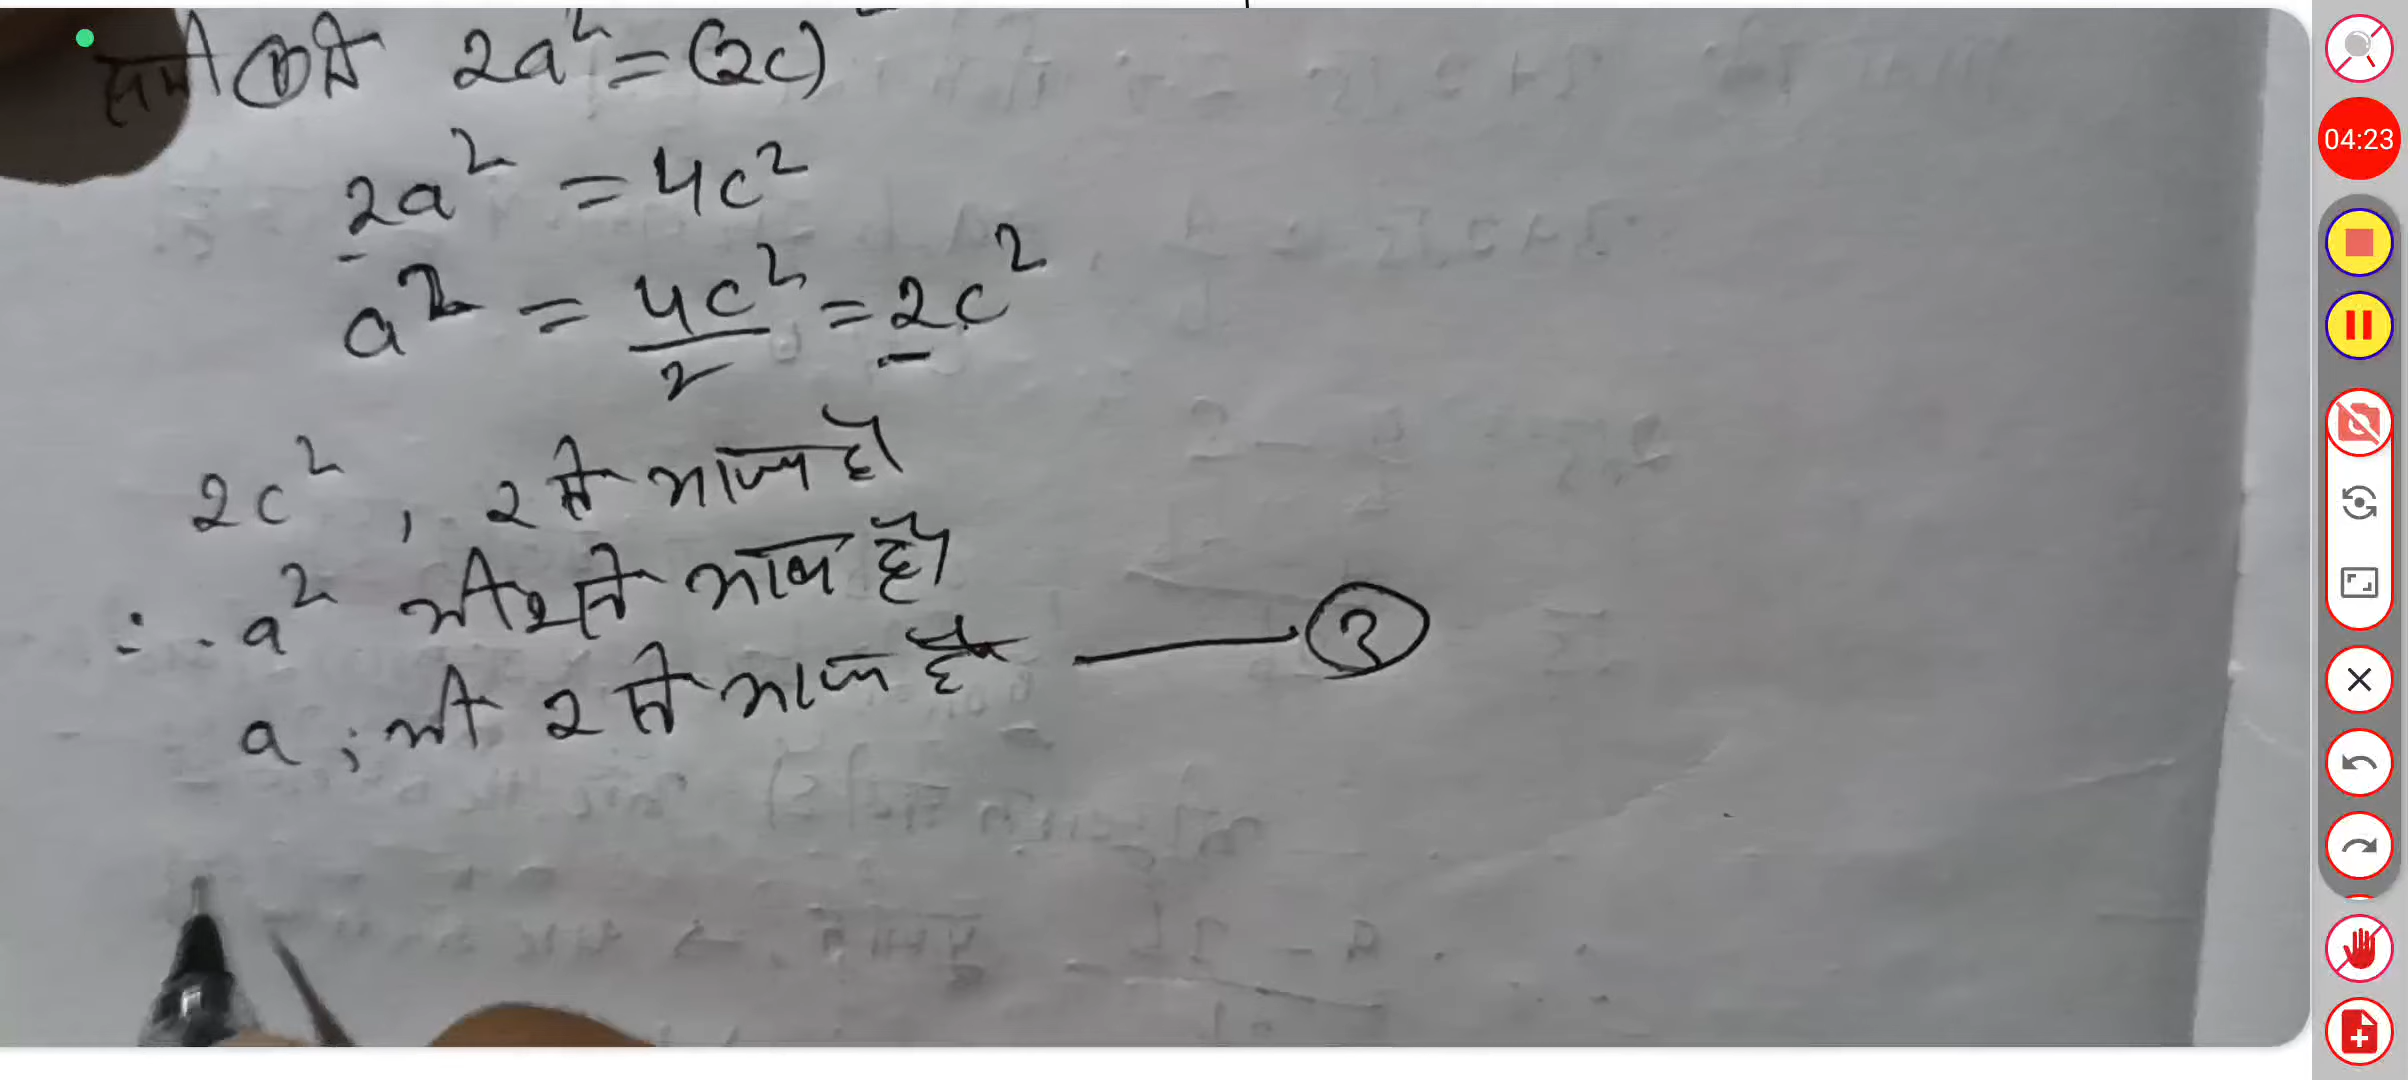 समी ① से 2a² = (2c)²
2a² = 4c²
a² = 4c²/2 = 2c²
2c², 2 से भाज्य है।
∴ a² भी 2 से भाज्य है।
a, भी 2 से भाज्य है ——— ③
04:23